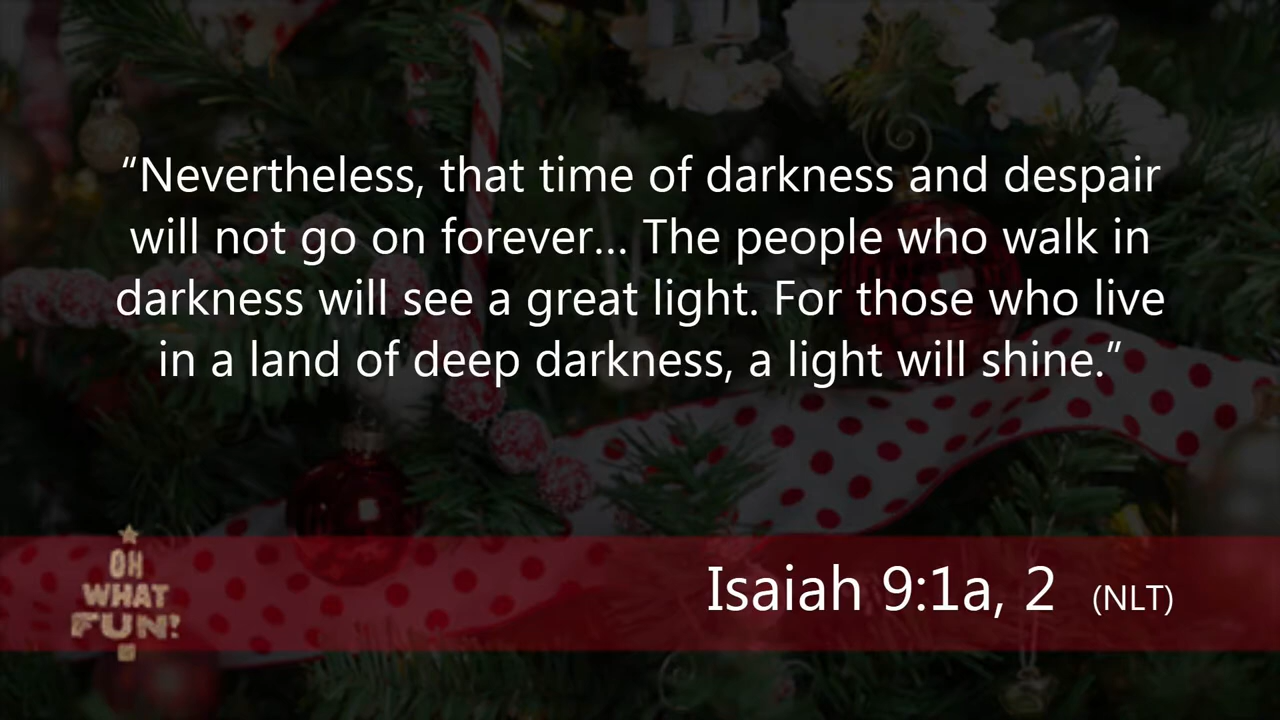 “Nevertheless, that time of darkness and despair
will not go on forever… The people who walk in
darkness will see a great light. For those who live
in a land of deep darkness, a light will shine.”
OH
WHAT
FUN!
Isaiah 9:1a, 2 (NLT)